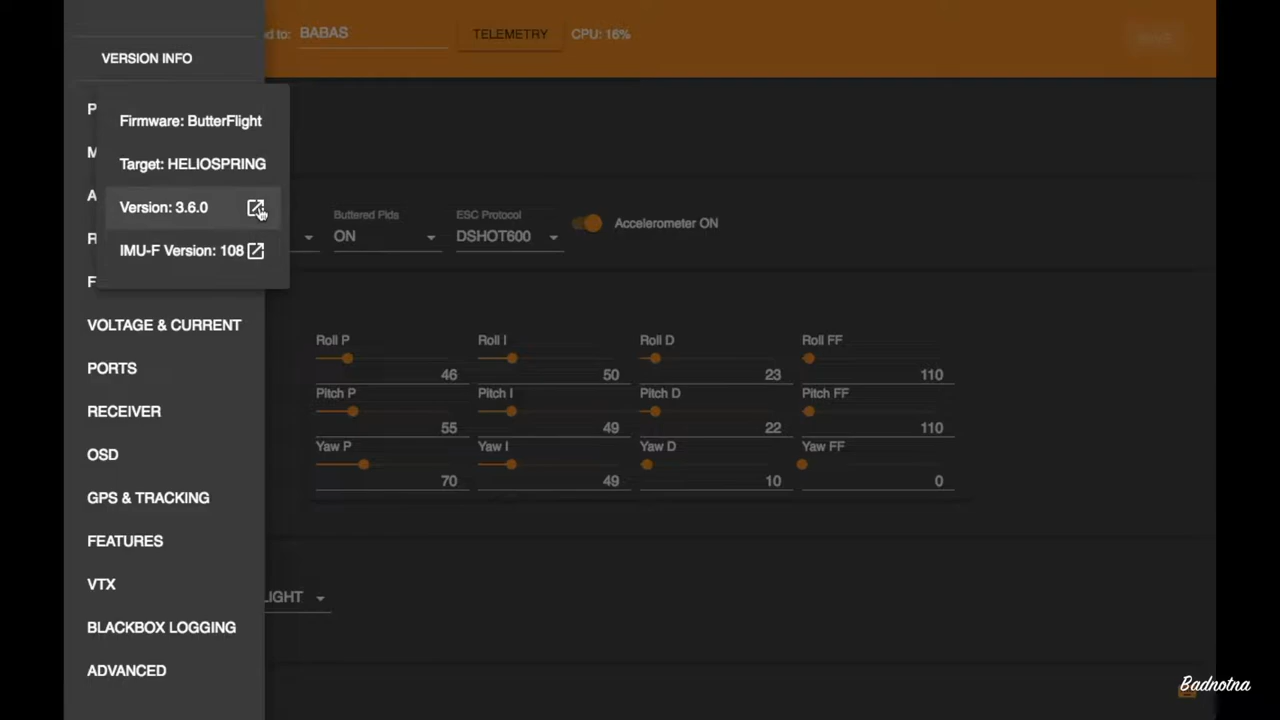 d to: BABAS
TELEMETRY
CPU: 16%
VERSION INFO
P
Firmware: ButterFlight
M
Target: HELIOSPRING
A
Version: 3.6.0
R
IMU-F Version: 108
F
Buttered Pids
ON
ESC Protocol
DSHOT600
Accelerometer ON
VOLTAGE & CURRENT
PORTS
RECEIVER
OSD
GPS & TRACKING
FEATURES
VTX
BLACKBOX LOGGING
ADVANCED
Roll P
46
Roll I
50
Roll D
23
Roll FF
110
Pitch P
55
Pitch I
49
Pitch D
22
Pitch FF
110
Yaw P
70
Yaw I
49
Yaw D
10
Yaw FF
0
LIGHT
Badnotna